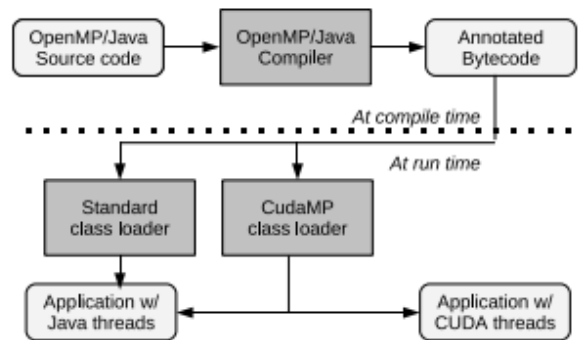 OpenMP/Java
Source code
OpenMP/Java
Compiler
Annotated
Bytecode
At compile time
At run time
Standard
class loader
CudaMP
class loader
Application w/
Java threads
Application w/
CUDA threads